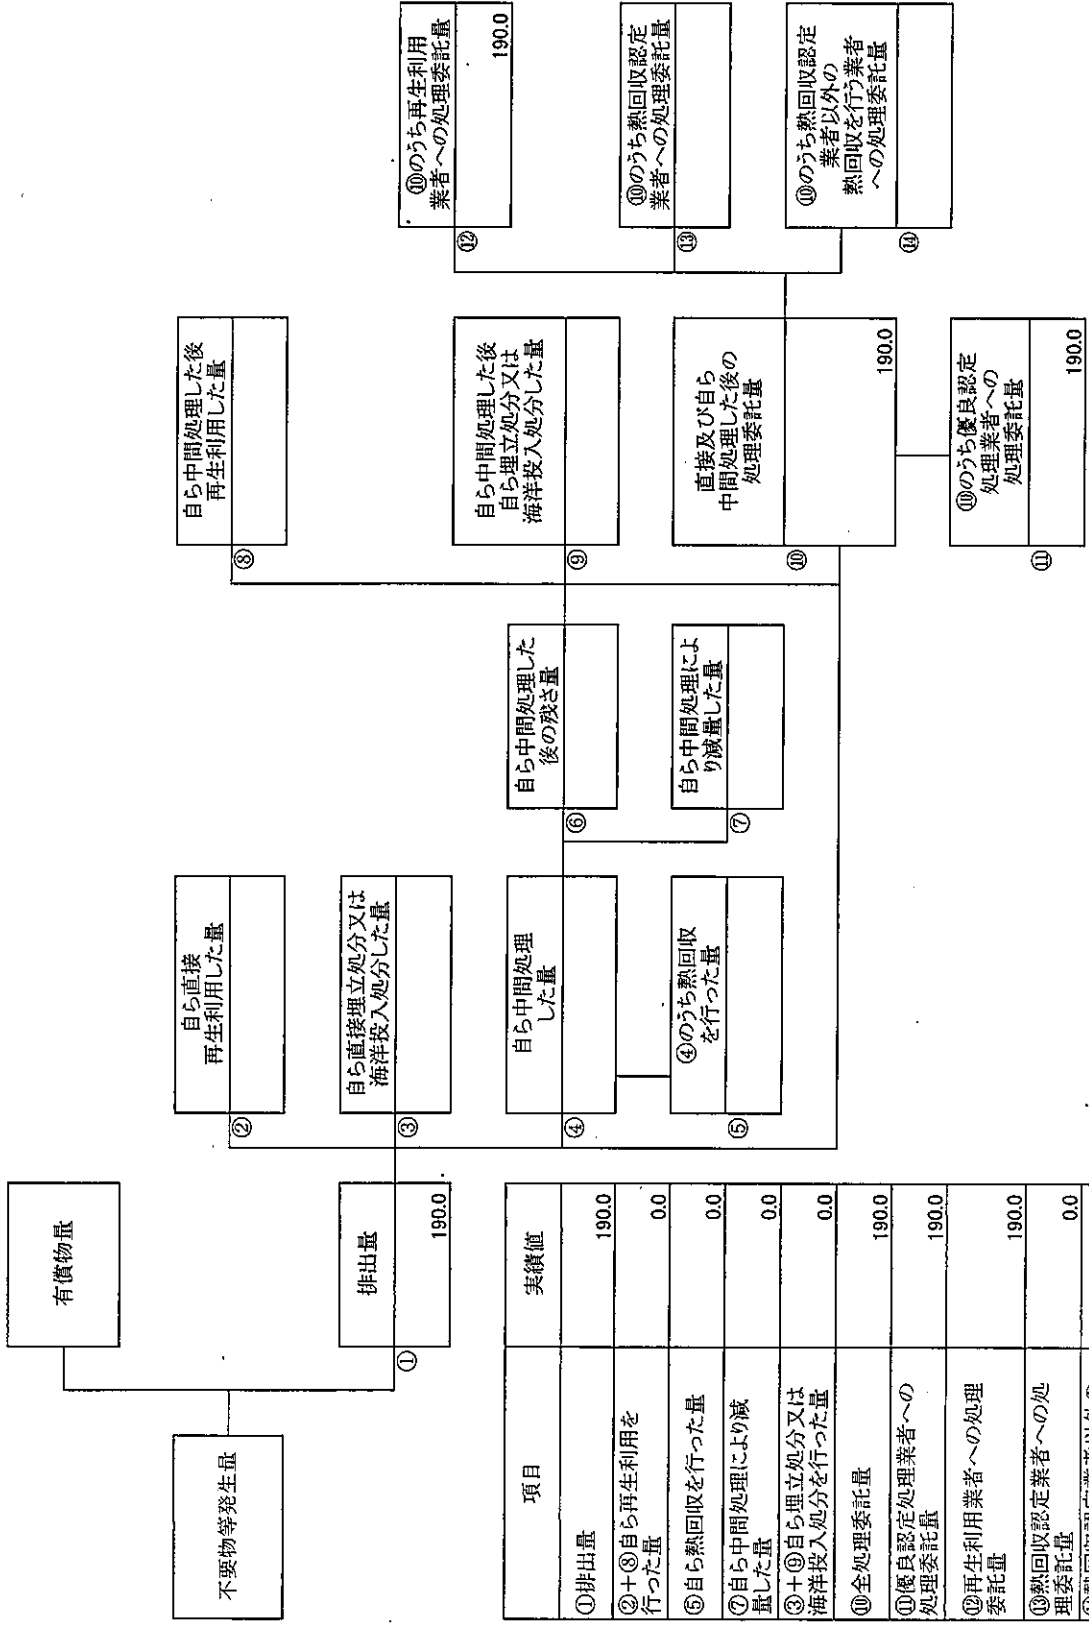 不要物等発生量
有償物量
排出量
①
190.0
自ら直接
再生利用した量
②
自ら直接埋立処分又は
海洋投入処分した量
③
自ら中間処理
した量
④
④のうち熱回収
を行った量
⑤
自ら中間処理した
後の残さ量
⑥
自ら中間処理によ
り減量した量
⑦
自ら中間処理した後
再生利用した量
⑧
自ら中間処理した後
自ら埋立処分又は
海洋投入処分した量
⑨
直接及び自ら
中間処理した後の
処理委託量
⑩
190.0
⑩のうち優良認定
処理業者への
処理委託量
⑪
190.0
⑩のうち再生利用
業者への処理委託量
⑫
190.0
⑩のうち熱回収認定
業者への処理委託量
⑬
⑩のうち熱回収認定
業者以外の
熱回収を行う業者
への処理委託量
⑭
項目 実績値
①排出量 190.0
②+⑧自ら再生利用を
行った量 0.0
⑤自ら熱回収を行った量 0.0
⑦自ら中間処理により減
量した量 0.0
③+⑨自ら埋立処分又は
海洋投入処分を行った量 0.0
⑩全処理委託量 190.0
⑪優良認定処理業者への
処理委託量 190.0
⑫再生利用業者への処理
委託量 190.0
⑬熱回収認定業者への処
理委託量 0.0